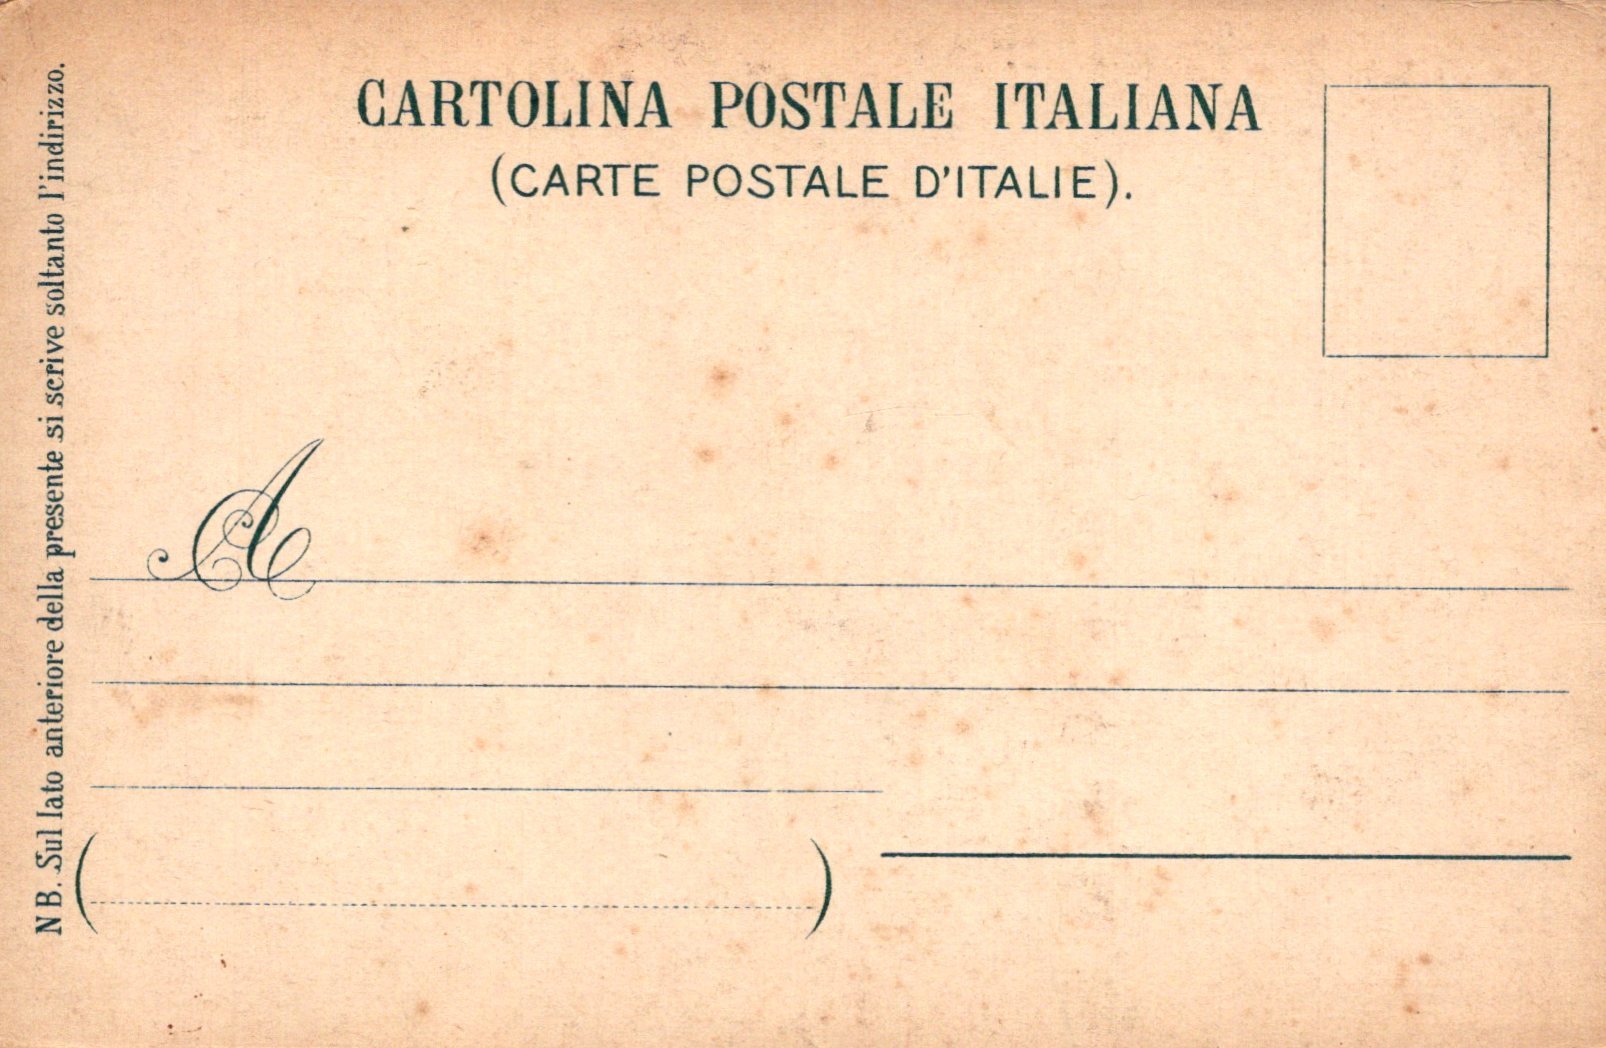 CARTOLINA POSTALE ITALIANA
(CARTE POSTALE D'ITALIE).
A
NB. Sul lato anteriore della presente si scrive soltanto l'indirizzo.